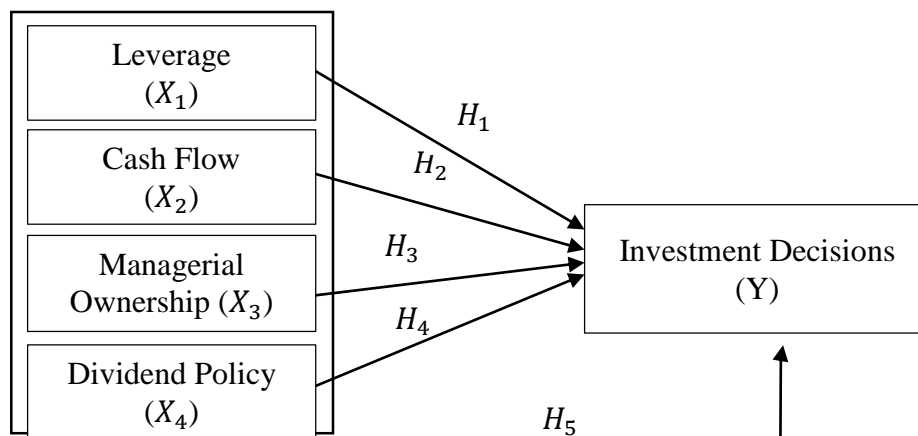 Leverage
(𝑋₁)
𝐻₁
Cash Flow
(𝑋₂)
𝐻₂
Managerial
Ownership (𝑋₃)
𝐻₃
Investment Decisions
(Y)
Dividend Policy
(𝑋₄)
𝐻₄
𝐻₅